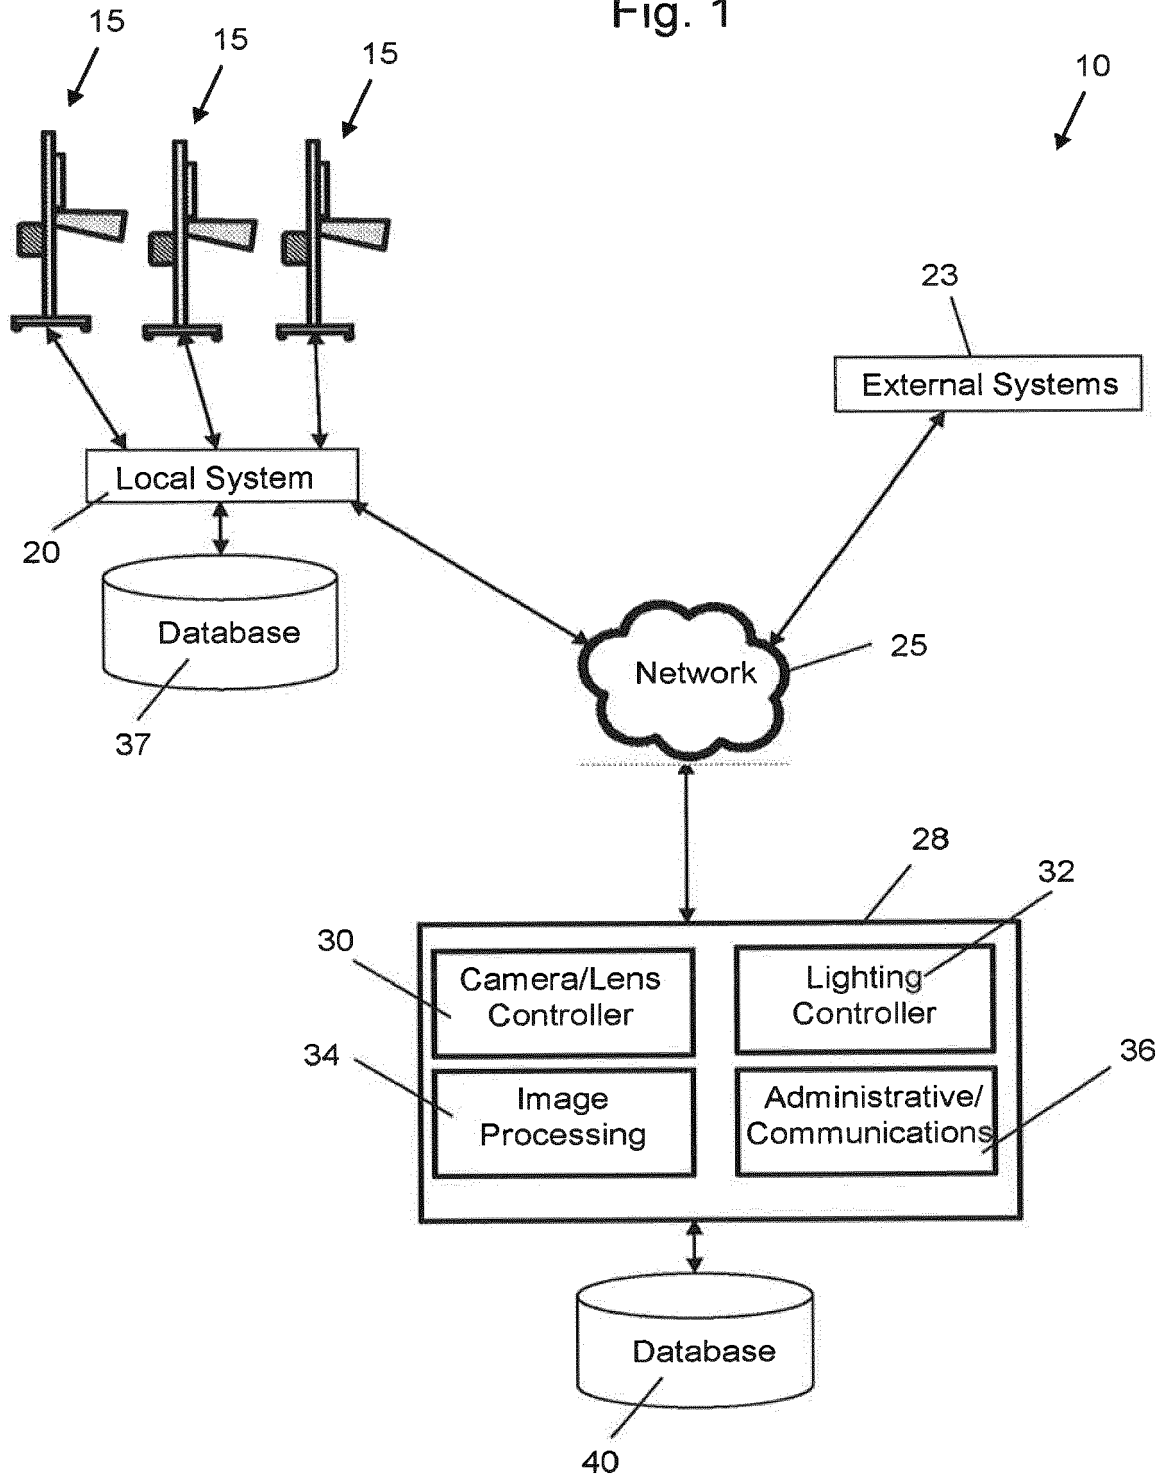 Fig. 1
15
15
15
10
23
External Systems
Local System
20
Database
37
Network
25
28
32
30
Camera/Lens
Controller
Lighting
Controller
34
36
Image
Processing
Administrative/
Communications
Database
40